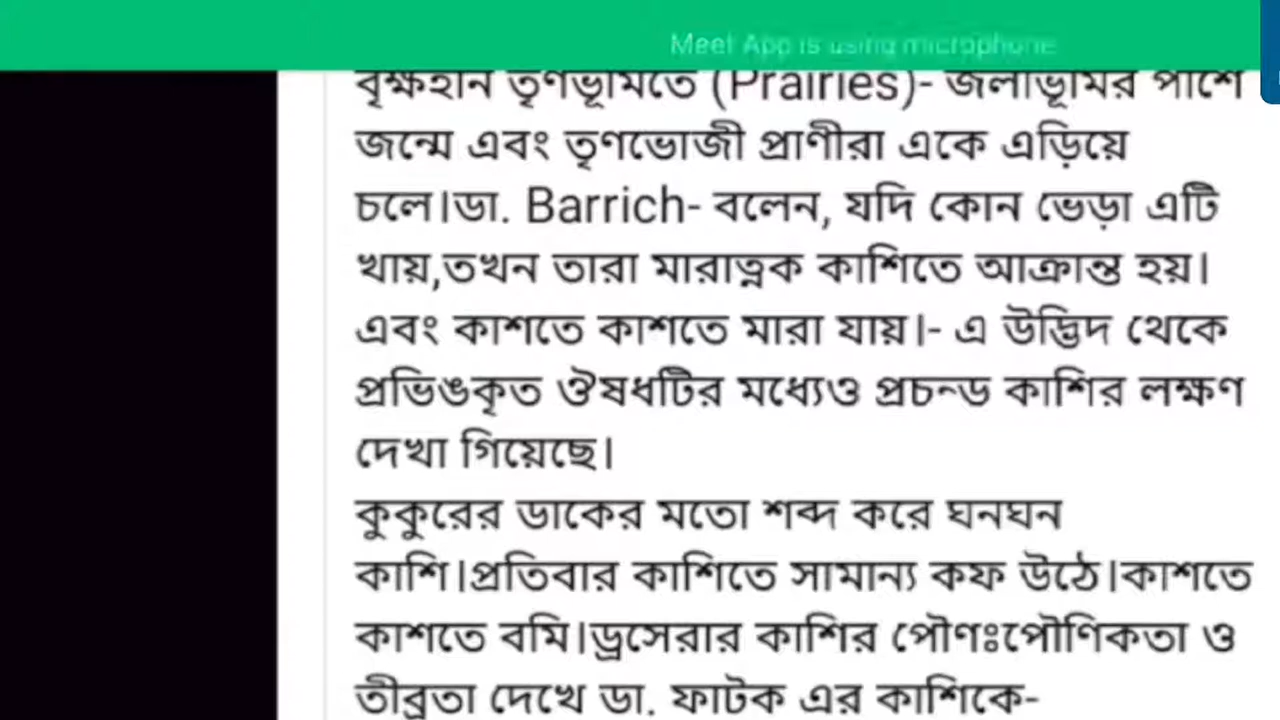 Meet App is using microphone
বৃক্ষহীন তৃণভূমিতে (Prairies)- জলাভূমির পাশে
জন্মে এবং তৃণভোজী প্রাণীরা একে এড়িয়ে
চলে।ডা. Barrich- বলেন, যদি কোন ভেড়া এটি
খায়,তখন তারা মারাত্নক কাশিতে আক্রান্ত হয়।
এবং কাশতে কাশতে মারা যায়।- এ উদ্ভিদ থেকে
প্রভিঙকৃত ঔষধটির মধ্যেও প্রচন্ড কাশির লক্ষণ
দেখা গিয়েছে।
কুকুরের ডাকের মতো শব্দ করে ঘনঘন
কাশি।প্রতিবার কাশিতে সামান্য কফ উঠে।কাশতে
কাশতে বমি।ড্রসেরার কাশির পৌণঃপৌণিকতা ও
তীব্রতা দেখে ডা. ফাটক এর কাশিকে-